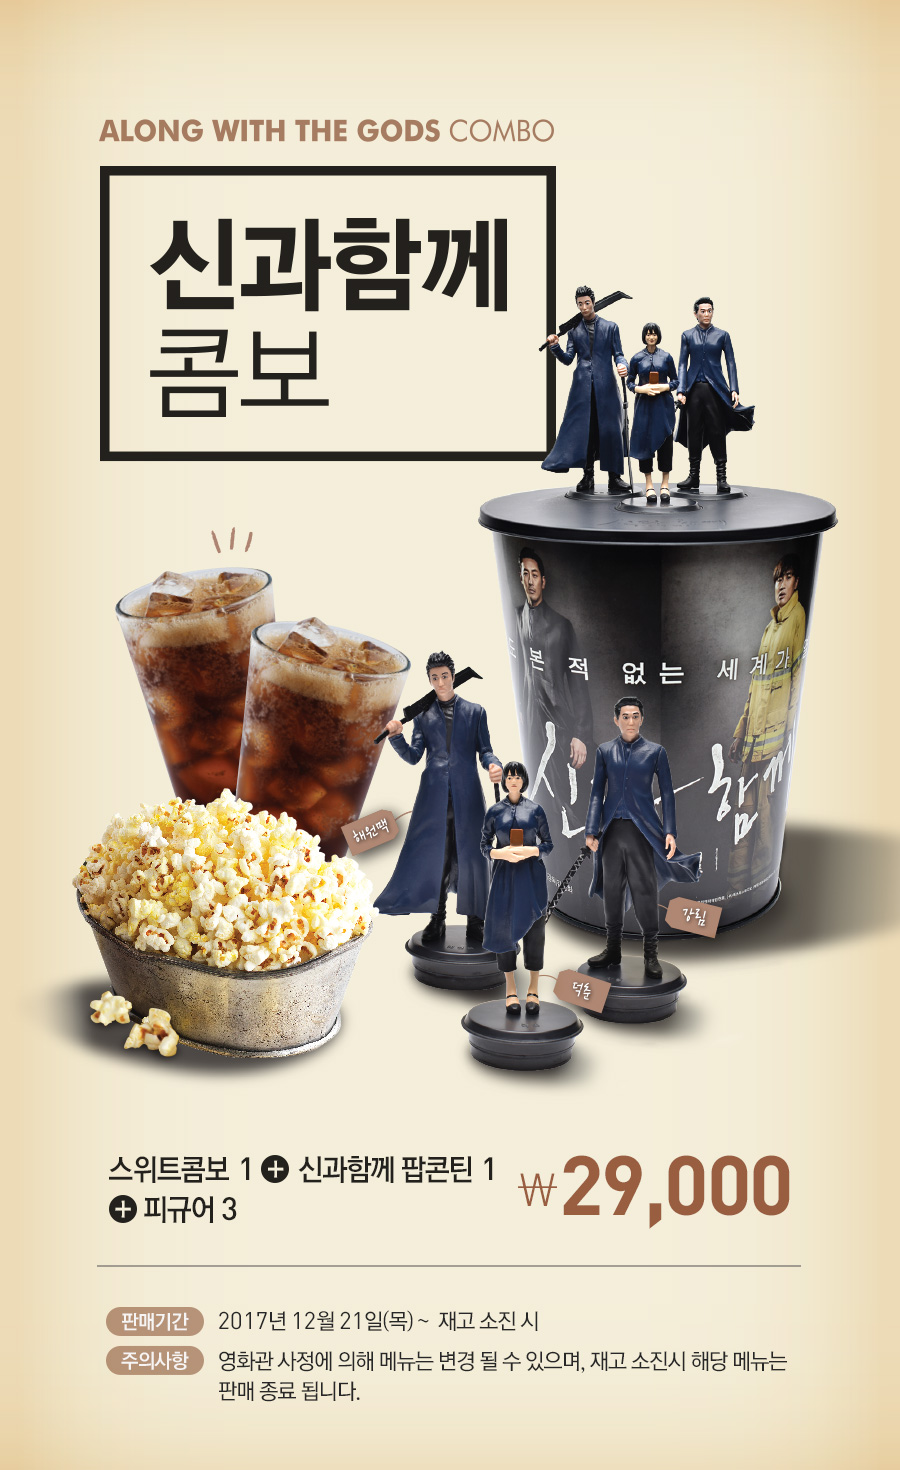 ALONG WITH THE GODS COMBO
신과함께
콤보
본 적 없는 세계가
신과함께
해원맥
강림
덕춘
스위트콤보 1 + 신과함께 팝콘틴 1
+ 피규어 3
₩29,000
판매기간 2017년 12월 21일(목) ~ 재고 소진 시
주의사항 영화관 사정에 의해 메뉴는 변경 될 수 있으며, 재고 소진시 해당 메뉴는
판매 종료 됩니다.